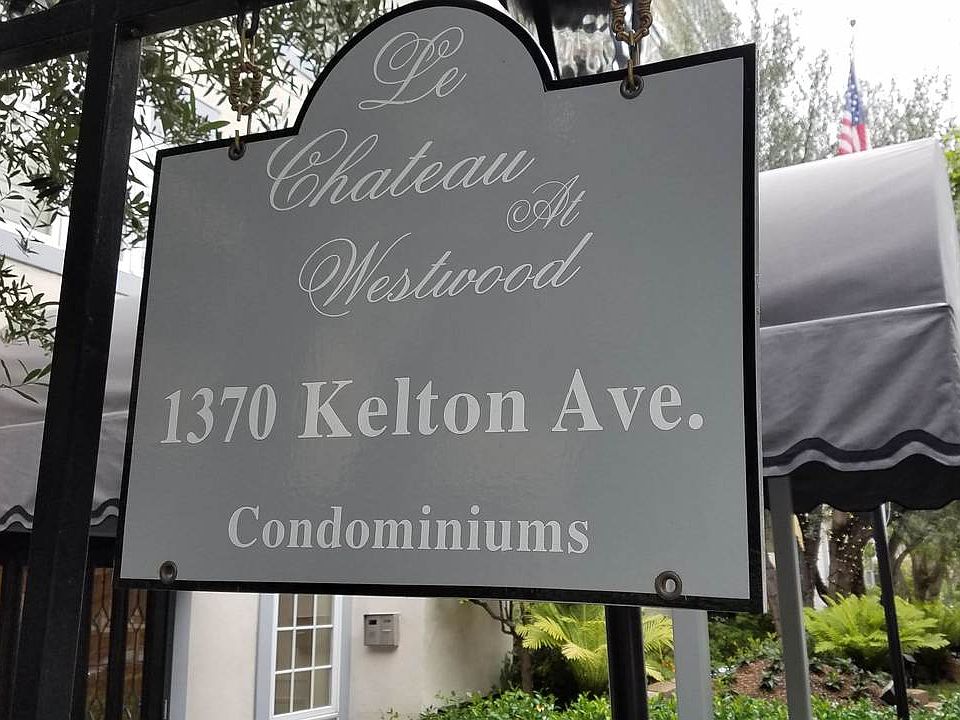 Le
Chateau
At
Westwood
1370 Kelton Ave.
Condominiums